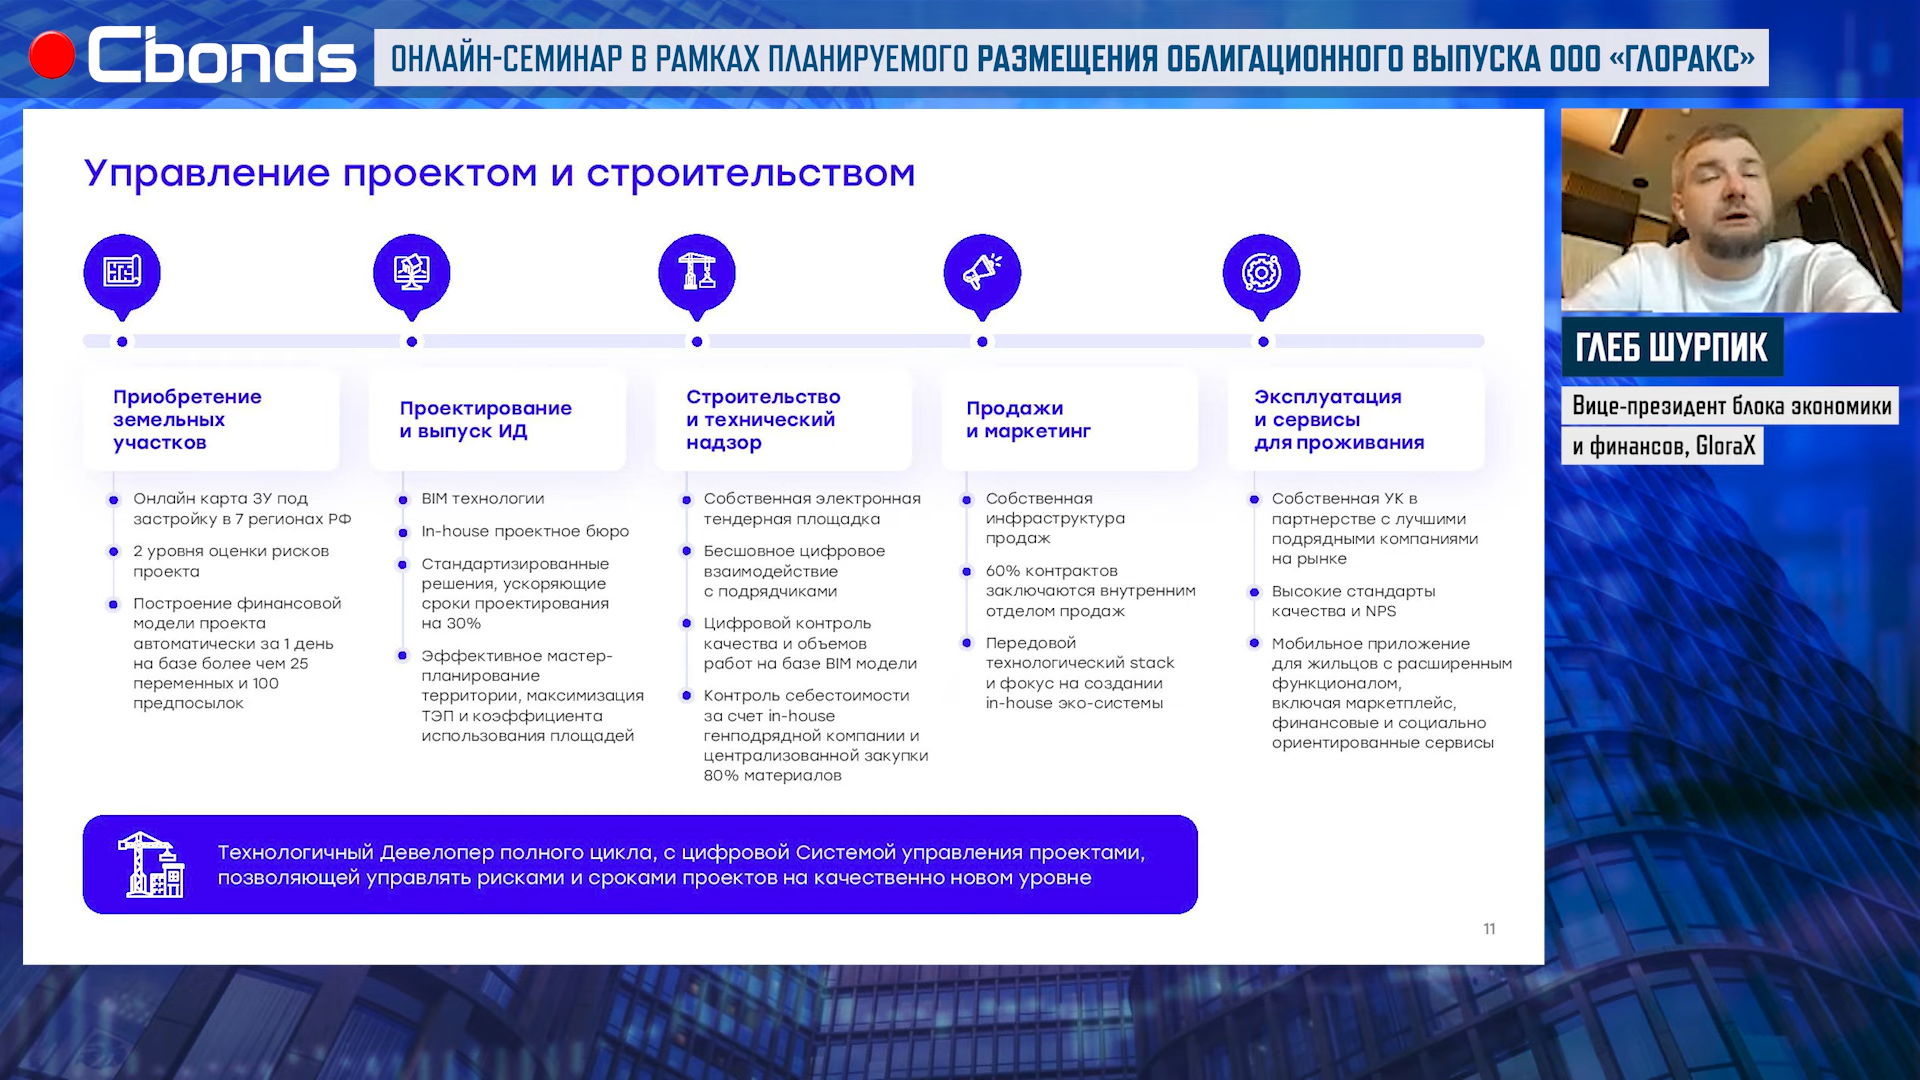 Cbonds
ОНЛАЙН-СЕМИНАР В РАМКАХ ПЛАНИРУЕМОГО РАЗМЕЩЕНИЯ ОБЛИГАЦИОННОГО ВЫПУСКА ООО «ГЛОРАКС»
Управление проектом и строительством
Приобретение
земельных
участков
Онлайн карта ЗУ под
застройку в 7 регионах РФ
2 уровня оценки рисков
проекта
Построение финансовой
модели проекта
автоматически за 1 день
на базе более чем 25
переменных и 100
предпосылок
Проектирование
и выпуск ИД
BIM технологии
In-house проектное бюро
Стандартизированные
решения, ускоряющие
сроки проектирования
на 30%
Эффективное мастер-
планирование
территории, максимизация
ТЭП и коэффициента
использования площадей
Строительство
и технический
надзор
Собственная электронная
тендерная площадка
Бесшовное цифровое
взаимодействие
с подрядчиками
Цифровой контроль
качества и объемов
работ на базе BIM модели
Контроль себестоимости
за счет in-house
генподрядной компании и
централизованной закупки
80% материалов
Продажи
и маркетинг
Собственная
инфраструктура
продаж
60% контрактов
заключаются внутренним
отделом продаж
Передовой
технологический stack
и фокус на создании
in-house эко-системы
Эксплуатация
и сервисы
для проживания
Собственная УК в
партнерстве с лучшими
подрядными компаниями
на рынке
Высокие стандарты
качества и NPS
Мобильное приложение
для жильцов с расширенным
функционалом,
включая маркетплейс,
финансовые и социально
ориентированные сервисы
Технологичный Девелопер полного цикла, с цифровой Системой управления проектами,
позволяющей управлять рисками и сроками проектов на качественно новом уровне
11
ГЛЕБ ШУРПИК
Вице-президент блока экономики
и финансов, GloraX